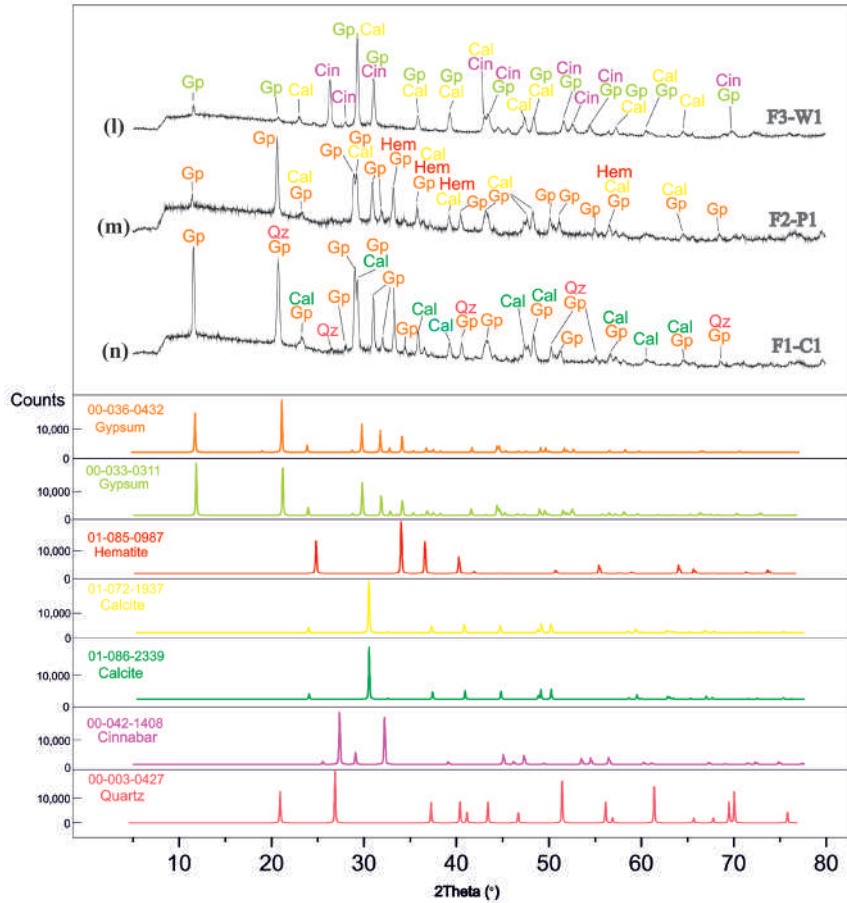 Gp Cal
Cin Gp Cin
Gp Gp Cal Cin
Gp Cal
Gp Cal
Cal Cin
Cin Gp
Cal
Gp Cal
Cin Gp
Cin
Cin Gp
Gp Cal
Cal Gp
Cal
Cin Gp
(l) F3-W1
Gp
Gp
Cal Gp
Gp Cal
Gp
Hem Gp
Gp
Hem Cal Gp
Hem Cal
Gp
Gp
Cal
Gp
Gp
Gp
Hem Cal Gp
Cal Gp
Gp
(m) F2-P1
Gp
Qz Gp
Cal Gp
Qz
Gp
Gp
Gp Cal
Gp
Gp
Cal
Cal
Qz Gp
Gp
Cal
Cal Gp
Gp
Qz Gp
Cal Gp
Cal
Cal Gp
Qz Gp
(n) F1-C1
Counts
00-036-0432
Gypsum
10,000
0
00-033-0311
Gypsum
10,000
0
01-085-0987
Hematite
10,000
0
01-072-1937
Calcite
10,000
0
01-086-2339
Calcite
10,000
0
00-042-1408
Cinnabar
10,000
0
00-003-0427
Quartz
10,000
0
10 20 30 40 50 60 70 80
2Theta (°)